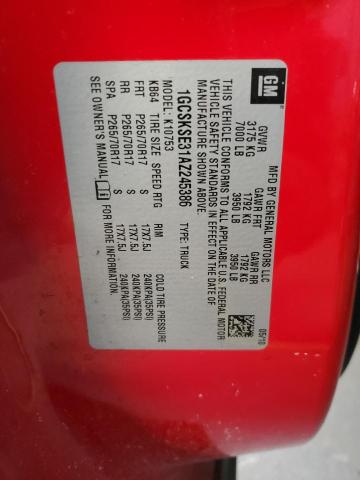 GM
MFD BY GENERAL MOTORS LLC
05/10
GVWR GAWR FRT GAWR RR
3175 KG 1792 KG 1792 KG
7000 LB 3950 LB 3950 LB
THIS VEHICLE CONFORMS TO ALL APPLICABLE U.S. FEDERAL MOTOR
VEHICLE SAFETY STANDARDS IN EFFECT ON THE DATE OF
MANUFACTURE SHOWN ABOVE.
1GCSKSE31AZ245386 TYPE: TRUCK
MODEL: K10753
KB64 TIRE SIZE SPEED RTG RIM COLD TIRE PRESSURE
FRT P265/70R17 S 17X7.5J 240KPA(35PSI)
RR P265/70R17 S 17X7.5J 240KPA(35PSI)
SPA P265/70R17 S 17X7.5J 240KPA(35PSI)
SEE OWNER'S MANUAL FOR MORE INFORMATION.